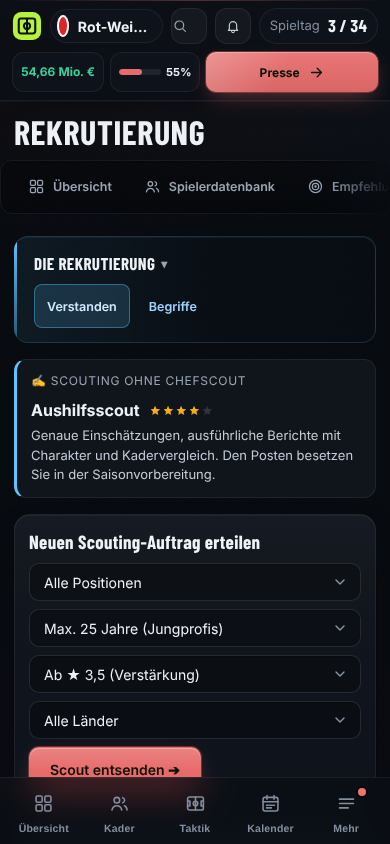 Rot-Wei...
Spieltag 3 / 34
54,66 Mio. €
55%
Presse →
REKRUTIERUNG
Übersicht
Spielerdatenbank
Empfehlu
DIE REKRUTIERUNG ▾
Verstanden
Begriffe
✍️ SCOUTING OHNE CHEFSCOUT
Aushilfsscout ★★★★★
Genaue Einschätzungen, ausführliche Berichte mit
Charakter und Kadervergleich. Den Posten besetzen
Sie in der Saisonvorbereitung.
Neuen Scouting-Auftrag erteilen
Alle Positionen
Max. 25 Jahre (Jungprofis)
Ab ★ 3,5 (Verstärkung)
Alle Länder
Scout entsenden ➔
Übersicht
Kader
Taktik
Kalender
Mehr